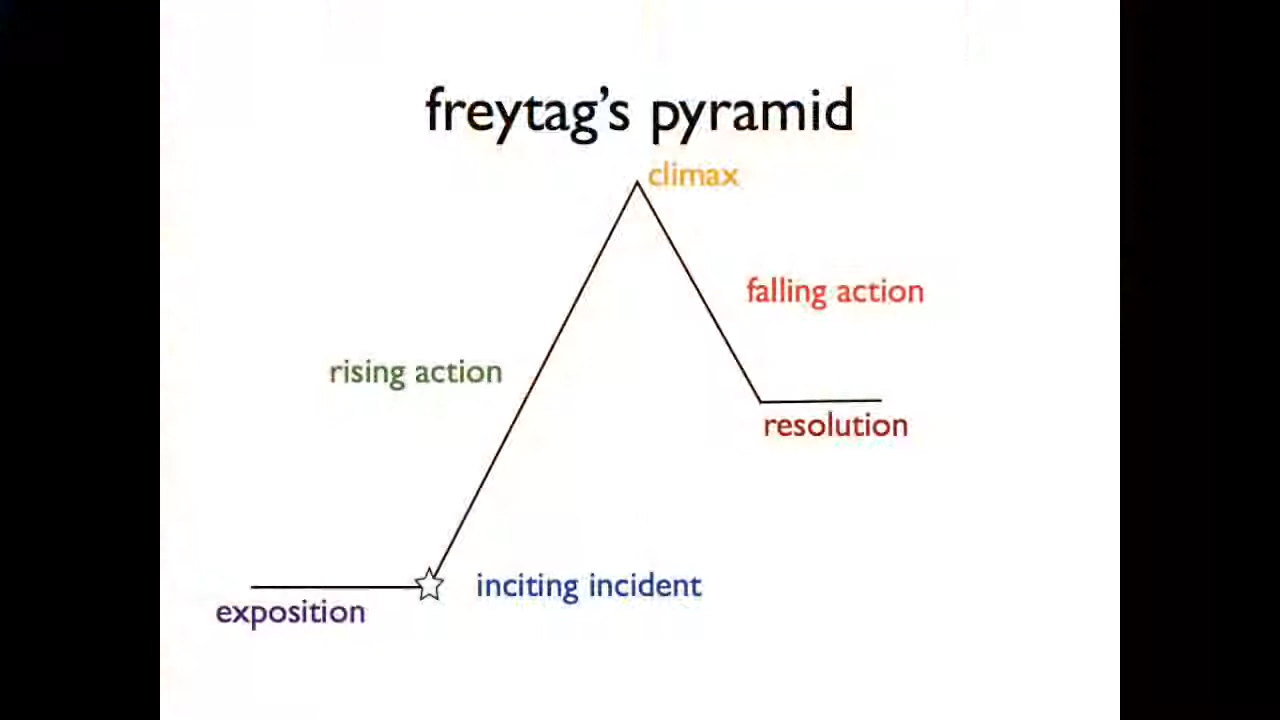 freytag's pyramid
climax
falling action
rising action
resolution
inciting incident
exposition